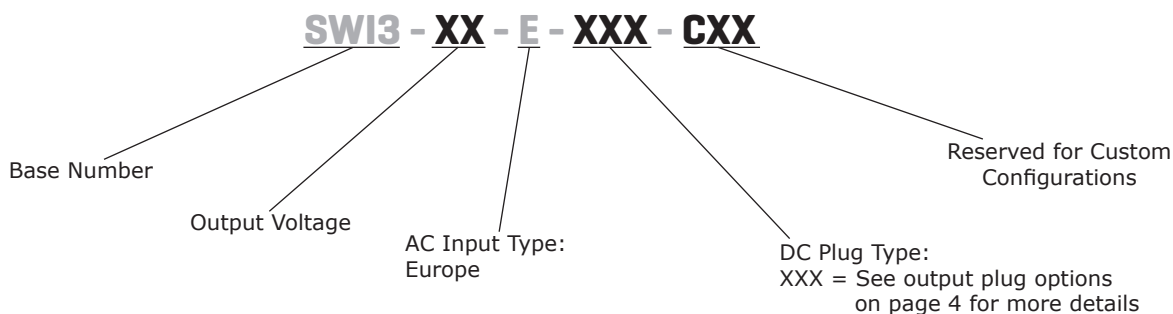 SWI3 - XX - E - XXX - CXX
Base Number
Output Voltage
AC Input Type:
Europe
DC Plug Type:
XXX = See output plug options
on page 4 for more details
Reserved for Custom
Configurations